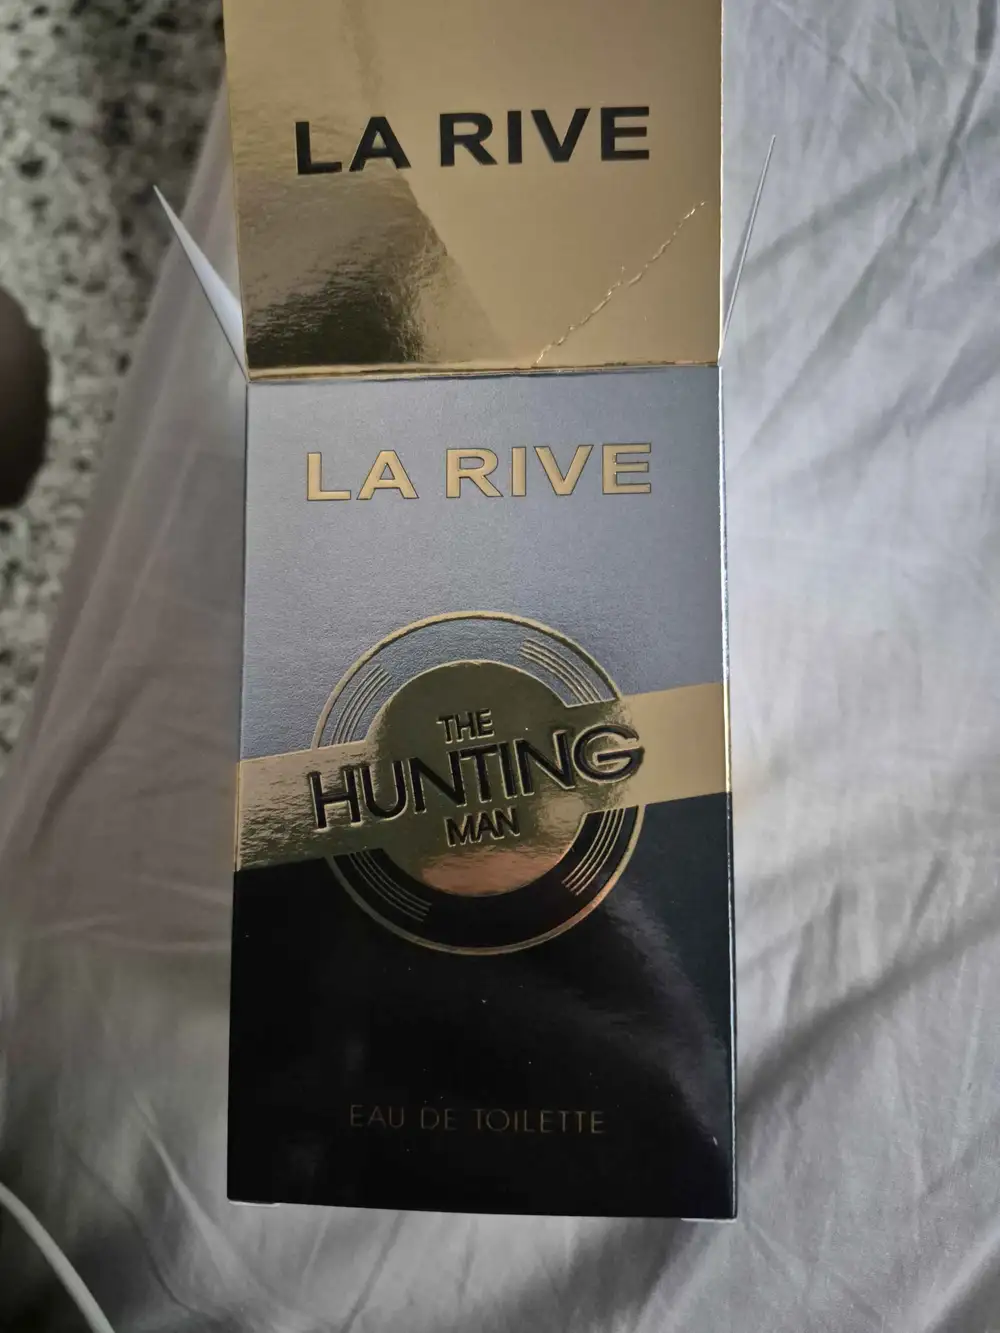 LA RIVE
LA RIVE
THE
HUNTING
MAN
EAU DE TOILETTE